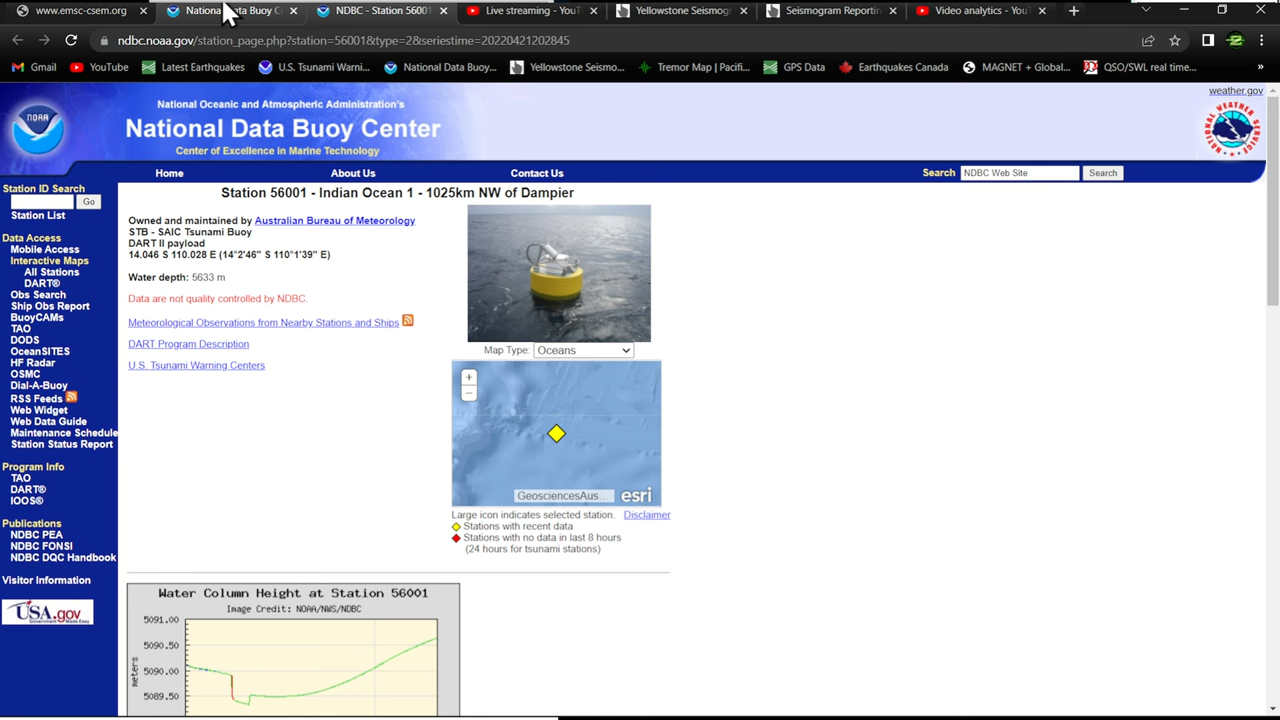 www.emsc-csem.org
National Data Buoy C
NDBC - Station 56001
Live streaming - YouT
Yellowstone Seismog
Seismogram Reportin
Video analytics - YouT
ndbc.noaa.gov/station_page.php?station=56001&type=2&seriestime=20220421202845
Gmail
YouTube
Latest Earthquakes
U.S. Tsunami Warni...
National Data Buoy...
Yellowstone Seismo...
Tremor Map | Pacifi...
GPS Data
Earthquakes Canada
MAGNET + Global...
QSO/SWL real time...
»
weather.gov
NOAA
National Oceanic and Atmospheric Administration's
National Data Buoy Center
Center of Excellence in Marine Technology
Home
About Us
Contact Us
Search
NDBC Web Site
Search
Station ID Search
Go
Station List
Data Access
Mobile Access
Interactive Maps
All Stations
DART®
Obs Search
Ship Obs Report
BuoyCAMs
TAO
DODS
OceanSITES
HF Radar
OSMC
Dial-A-Buoy
RSS Feeds
Web Widget
Web Data Guide
Maintenance Schedule
Station Status Report
Program Info
TAO
DART®
IOOS®
Publications
NDBC PEA
NDBC FONSI
NDBC DQC Handbook
Visitor Information
USA.gov
Station 56001 - Indian Ocean 1 - 1025km NW of Dampier
Owned and maintained by Australian Bureau of Meteorology
STB - SAIC Tsunami Buoy
DART II payload
14.046 S 110.028 E (14°2'46" S 110°1'39" E)
Water depth: 5633 m
Data are not quality controlled by NDBC.
Meteorological Observations from Nearby Stations and Ships
DART Program Description
U.S. Tsunami Warning Centers
Map Type: Oceans
+
−
GeosciencesAus...
esri
Large icon indicates selected station. Disclaimer
Stations with recent data
Stations with no data in last 8 hours
(24 hours for tsunami stations)
Water Column Height at Station 56001
Image Credit: NOAA/NWS/NDBC
5091.00
5090.50
5090.00
5089.50
meters